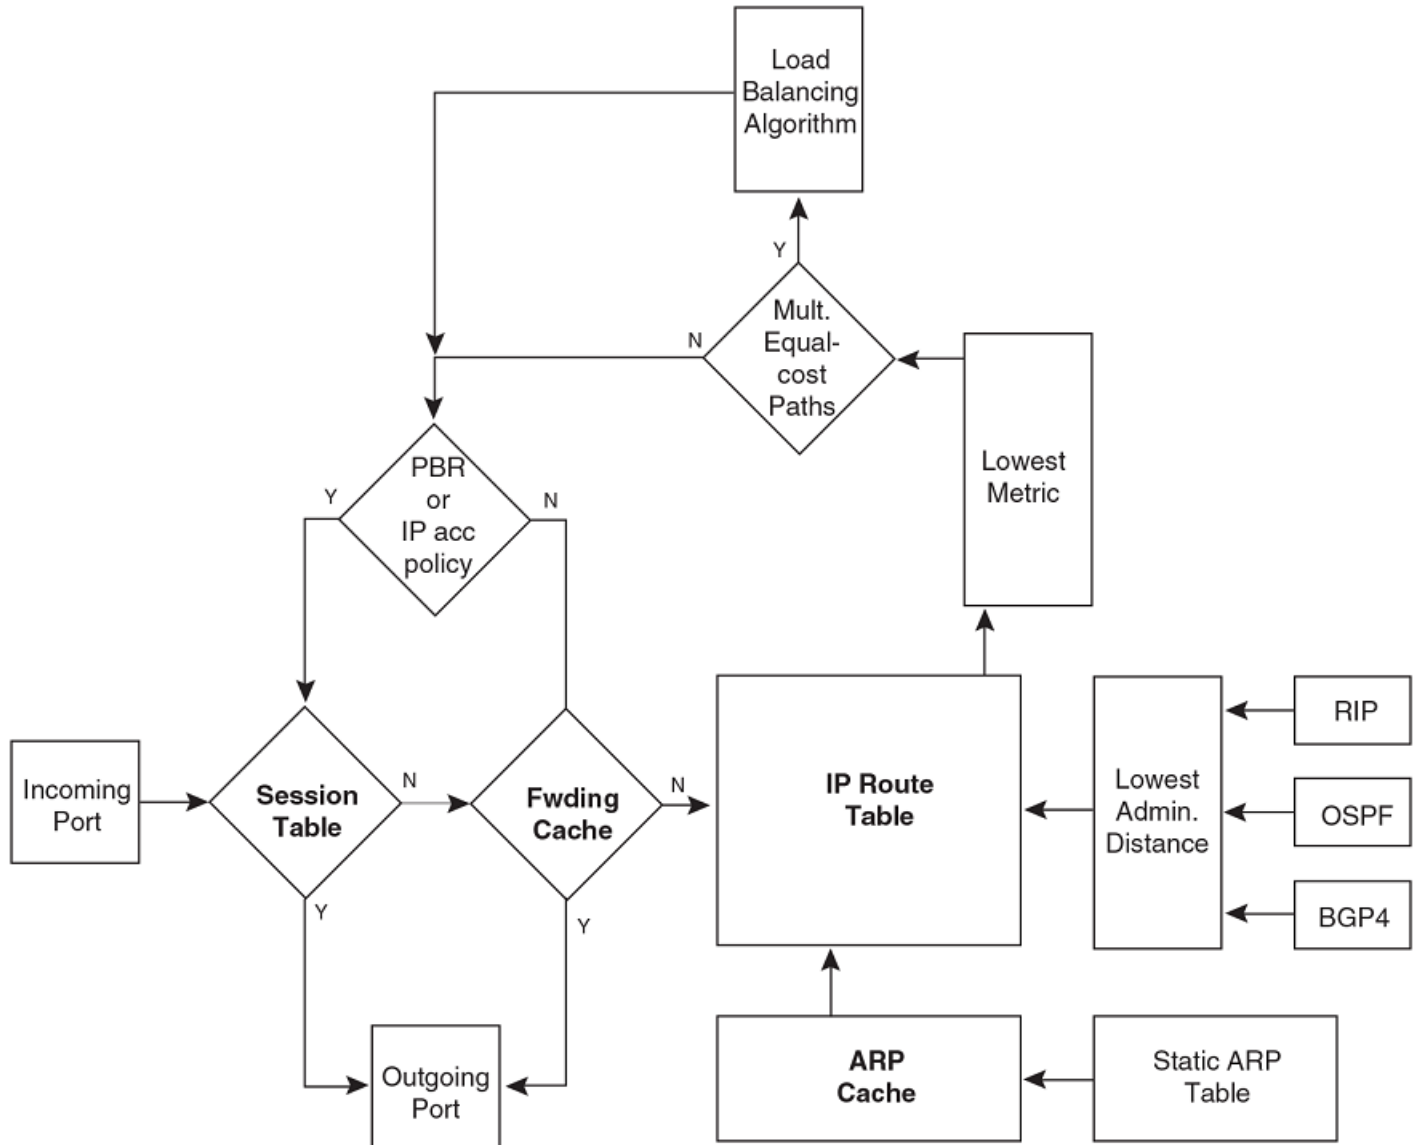 Load
Balancing
Algorithm
Y
Mult.
Equal-
cost
Paths
N
Lowest
Metric
PBR
or
IP acc
policy
Y
N
Incoming
Port
Session
Table
N
Y
Fwding
Cache
N
Y
IP Route
Table
Lowest
Admin.
Distance
RIP
OSPF
BGP4
Outgoing
Port
ARP
Cache
Static ARP
Table